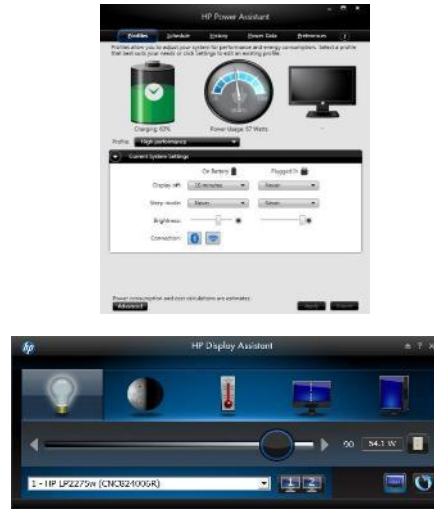 HP Power Assistant
Profiles Schedule History Power Data Preferences
Profiles allow you to adjust your system for performance and energy consumption. Select a profile
that best suits your needs or click Settings to edit an existing profile.
Charging 63%
Power Usage: 57 Watts
Profile: High performance
Current System Settings
On Battery Plugged In
Display off: 10 minutes Never
Sleep mode: Never Never
Brightness:
Connection:
Power consumption and cost calculations are estimates.
Advanced
hp HP Display Assistant ? x
90 54.1 W
1 - HP LP2275w (CNC824006R) 1 2